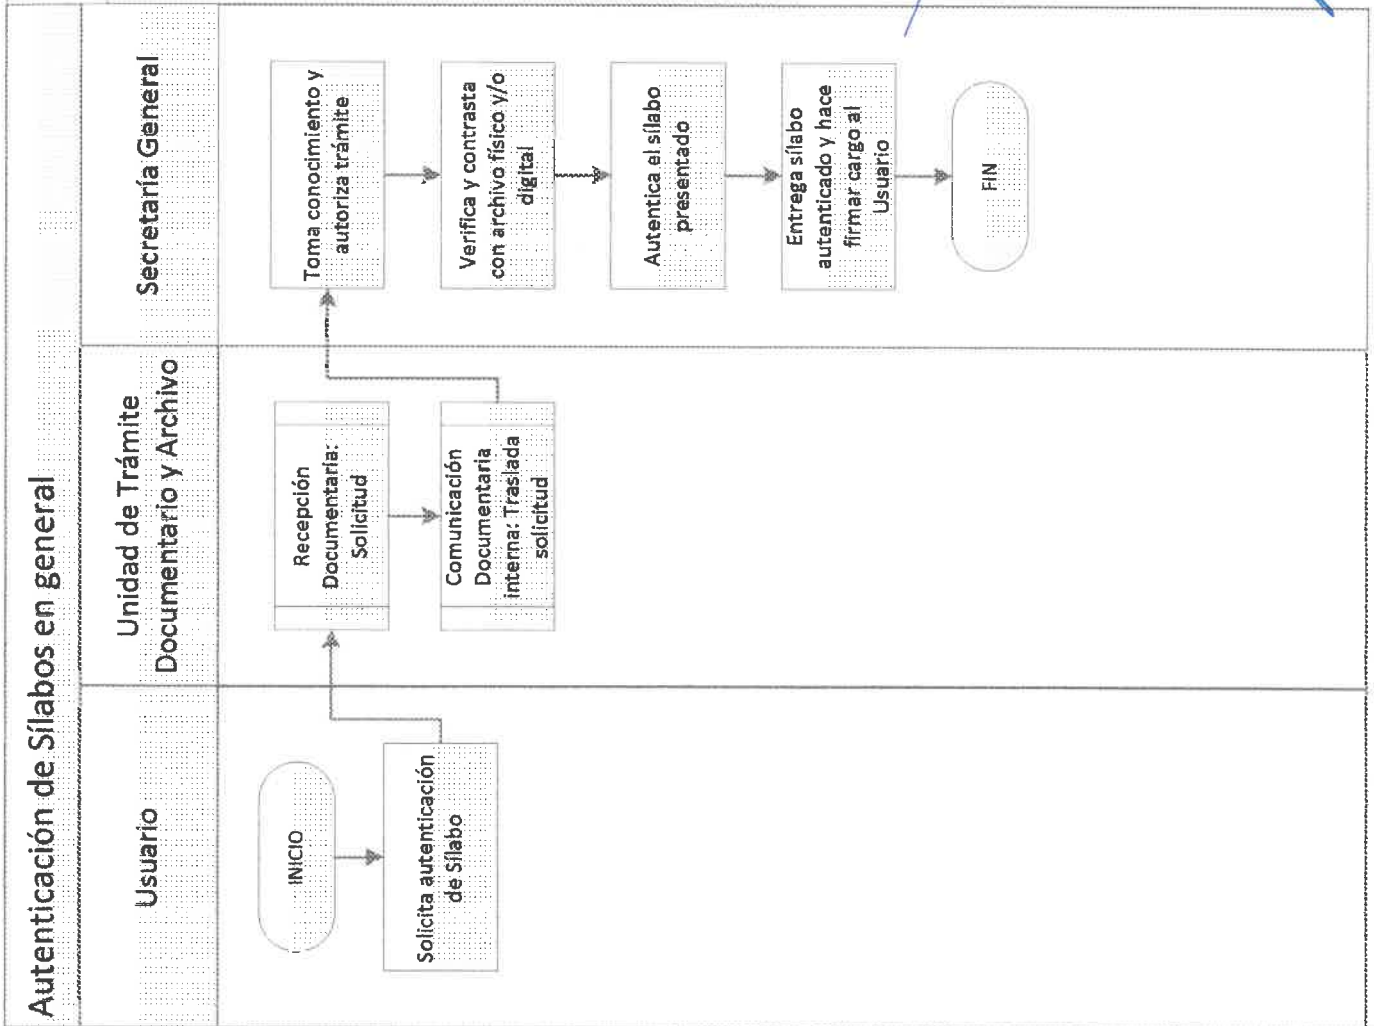 Autenticación de Sílabos en general
Usuario
Unidad de Trámite
Documentario y Archivo
Secretaría General
INICIO
Solicita autenticación
de Sílabo
Recepción
Documentaria:
Solicitud
Comunicación
Documentaria
interna: Traslada
solicitud
Toma conocimiento y
autoriza trámite
Verifica y contrasta
con archivo físico y/o
digital
Autentica el sílabo
presentado
Entrega sílabo
autenticado y hace
firmar cargo al
Usuario
FIN